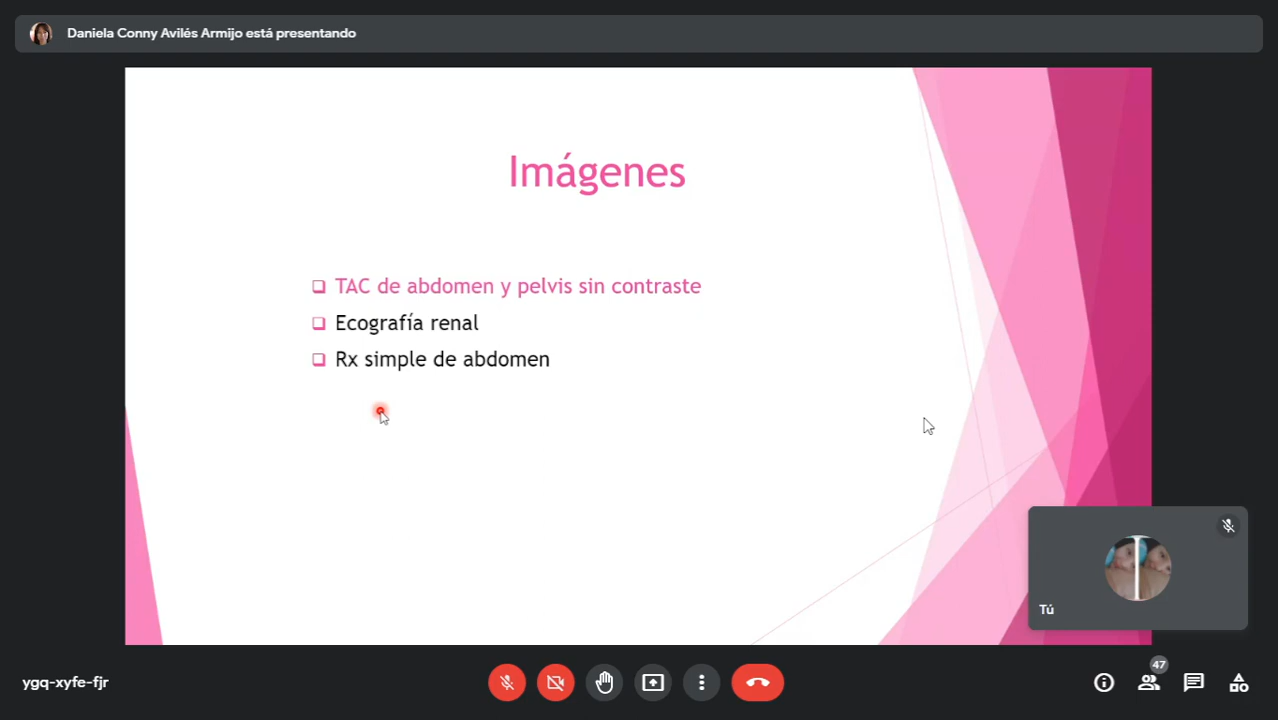 Daniela Conny Avilés Armijo está presentando
Imágenes
TAC de abdomen y pelvis sin contraste
Ecografía renal
Rx simple de abdomen
Tú
47
ygq-xyfe-fjr